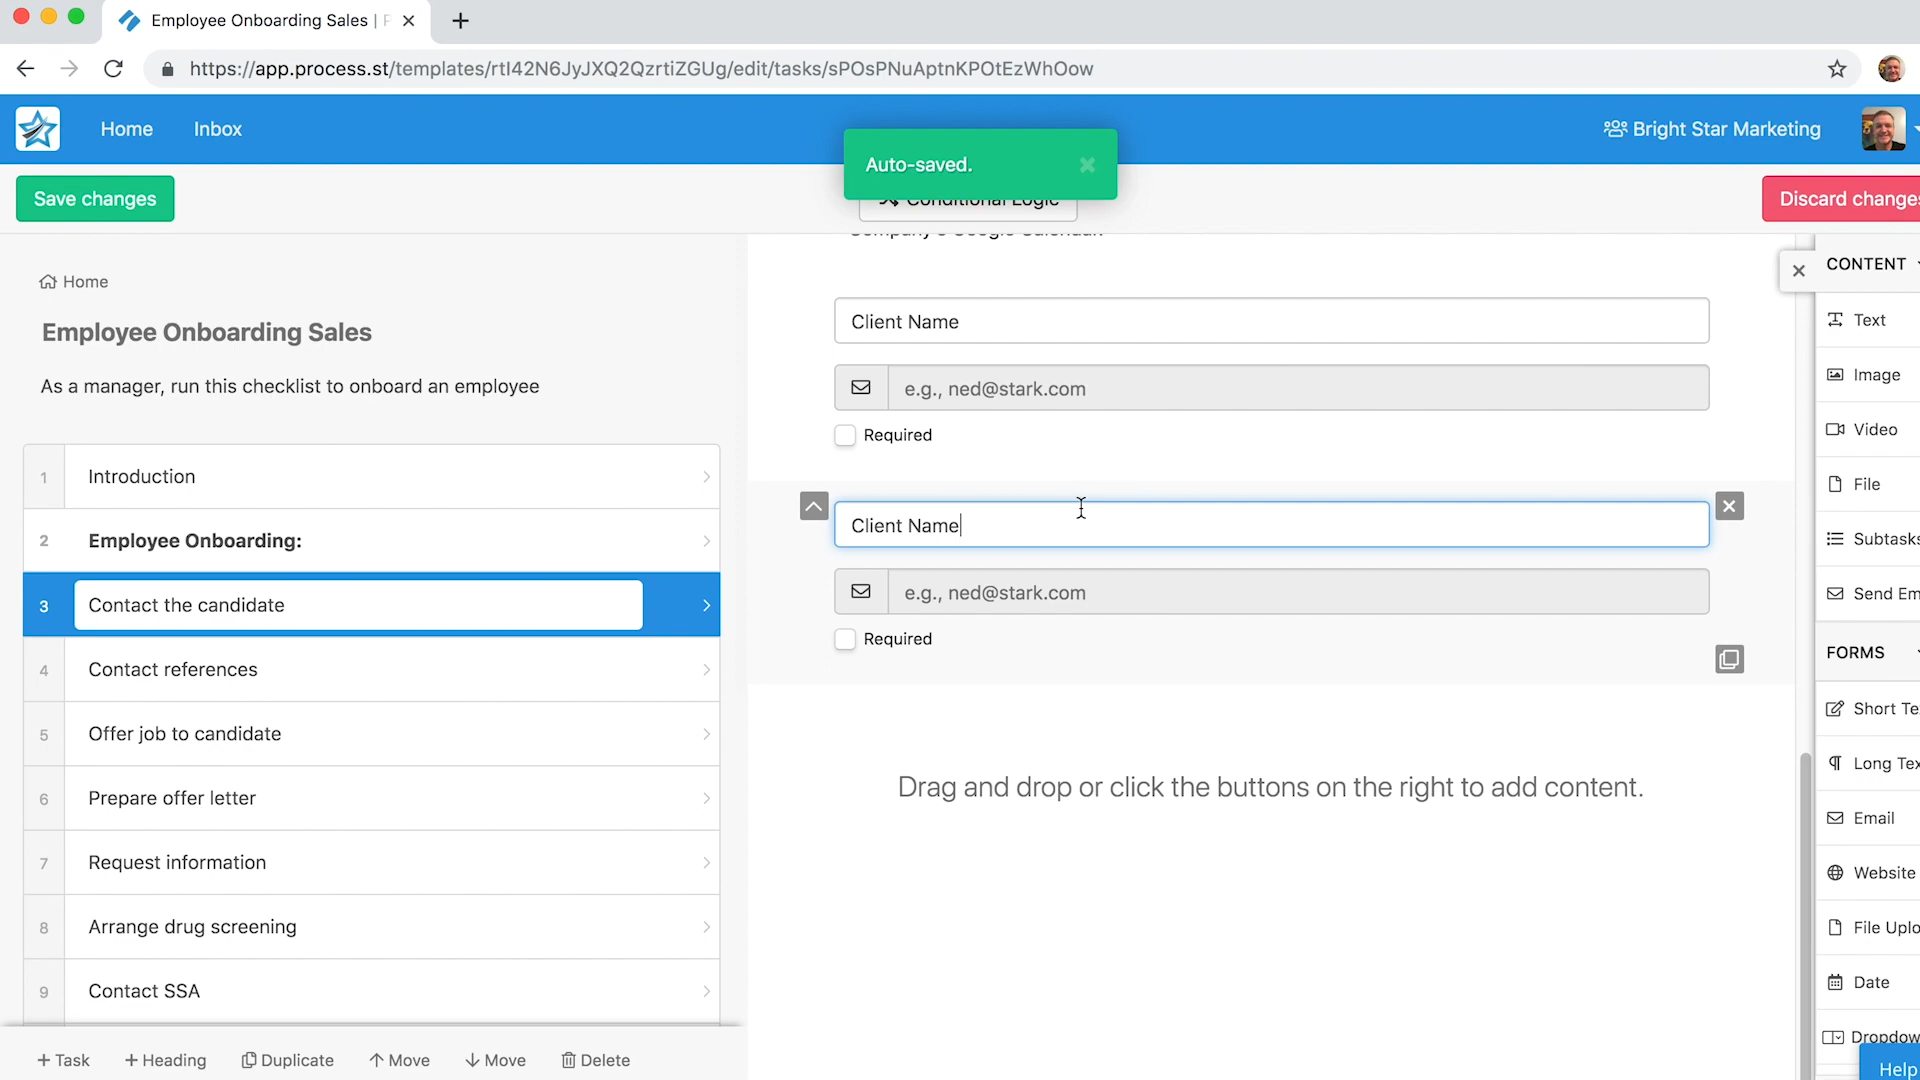 Employee Onboarding Sales | P
https://app.process.st/templates/rtI42N6JyJXQ2QzrtiZGUg/edit/tasks/sPOsPNuAptnKPOtEzWhOow
Home
Inbox
Bright Star Marketing
Auto-saved.
Save changes
Conditional Logic
Discard changes
Company's Google Calendar.
Home
Employee Onboarding Sales
As a manager, run this checklist to onboard an employee
1 Introduction
2 Employee Onboarding:
3 Contact the candidate
4 Contact references
5 Offer job to candidate
6 Prepare offer letter
7 Request information
8 Arrange drug screening
9 Contact SSA
+ Task
+ Heading
Duplicate
Move
Move
Delete
Client Name
e.g., ned@stark.com
Required
Client Name
e.g., ned@stark.com
Required
Drag and drop or click the buttons on the right to add content.
CONTENT
Text
Image
Video
File
Subtasks
Send Em
FORMS
Short Te
Long Tex
Email
Website
File Uplo
Date
Dropdow
Help